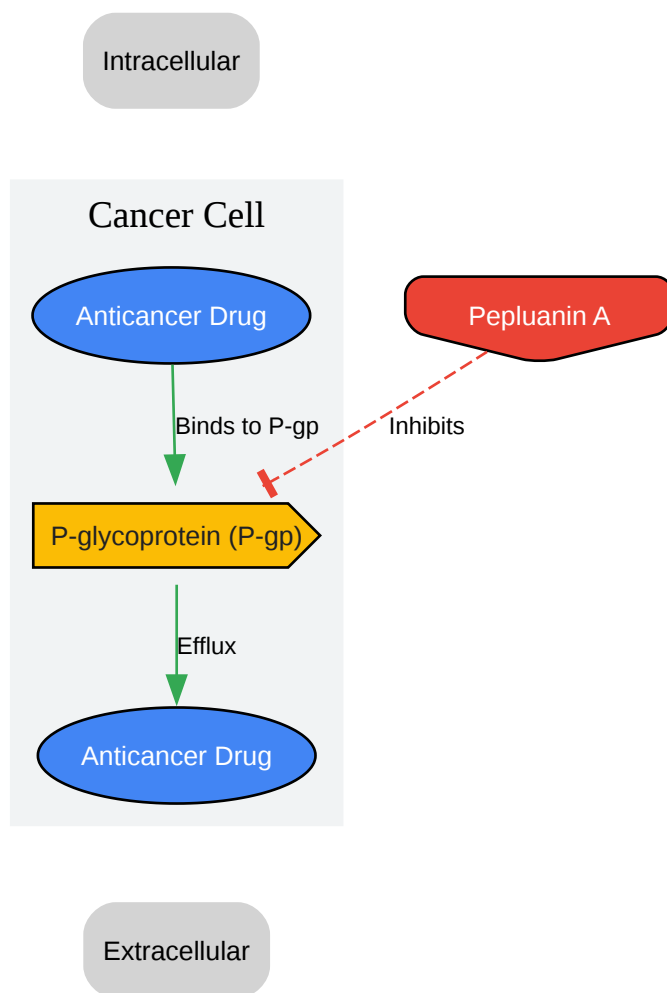 Intracellular
Cancer Cell
Anticancer Drug
Pepluanin A
Binds to P-gp
Inhibits
P-glycoprotein (P-gp)
Efflux
Anticancer Drug
Extracellular